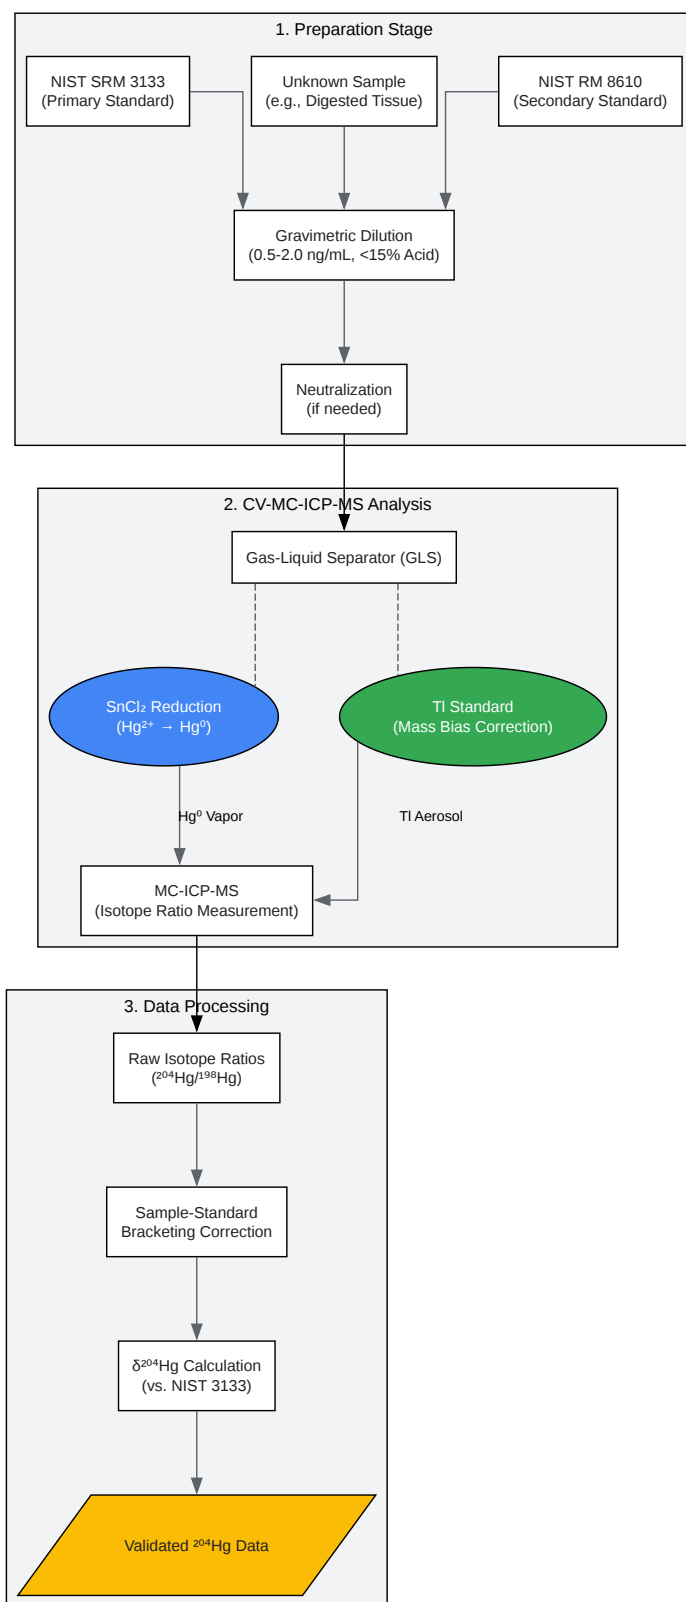 1. Preparation Stage
NIST SRM 3133
(Primary Standard)
Unknown Sample
(e.g., Digested Tissue)
NIST RM 8610
(Secondary Standard)
Gravimetric Dilution
(0.5-2.0 ng/mL, <15% Acid)
Neutralization
(if needed)
2. CV-MC-ICP-MS Analysis
Gas-Liquid Separator (GLS)
SnCl₂ Reduction
(Hg²⁺ → Hg⁰)
Tl Standard
(Mass Bias Correction)
Hg⁰ Vapor
Tl Aerosol
MC-ICP-MS
(Isotope Ratio Measurement)
3. Data Processing
Raw Isotope Ratios
(²⁰⁴Hg/¹⁹⁸Hg)
Sample-Standard
Bracketing Correction
δ²⁰⁴Hg Calculation
(vs. NIST 3133)
Validated ²⁰⁴Hg Data